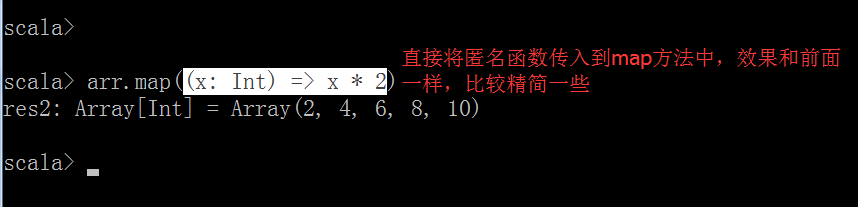 scala>
scala> arr.map((x: Int) => x * 2)
直接将匿名函数传入到map方法中，效果和前面
一样，比较精简一些
res2: Array[Int] = Array(2, 4, 6, 8, 10)
scala>